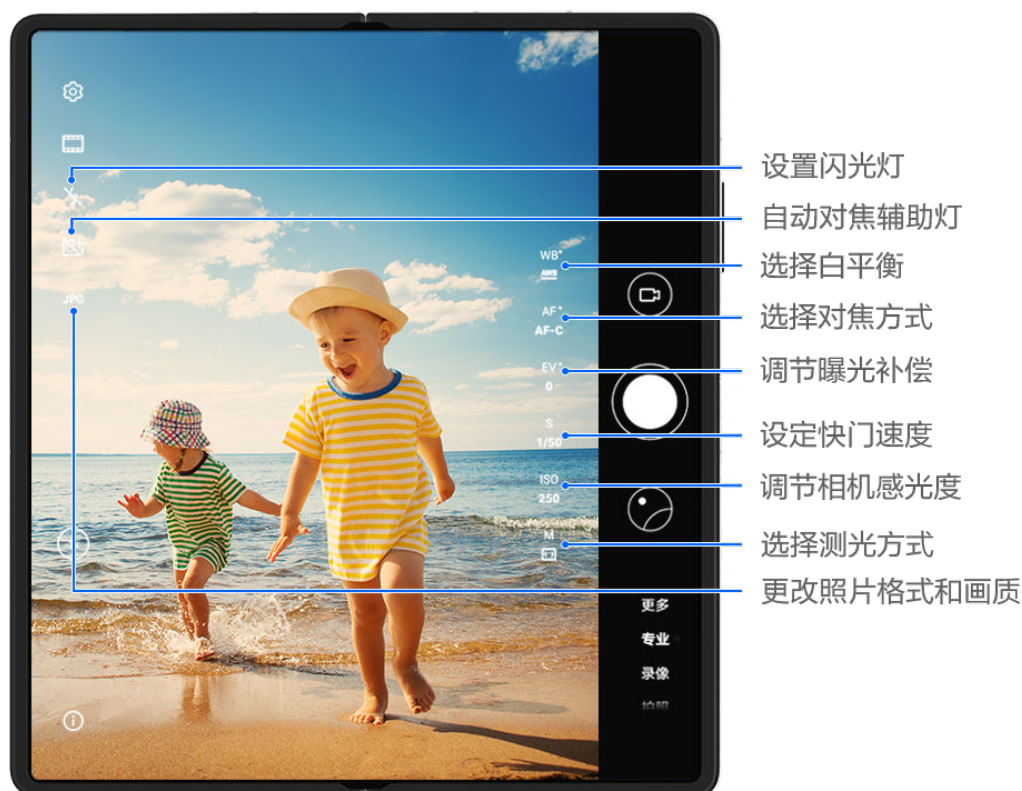 设置闪光灯
自动对焦辅助灯
WB
AWB
选择白平衡
AF
AF-C
选择对焦方式
JPG
EV
0
调节曝光补偿
S
1/50
设定快门速度
ISO
250
调节相机感光度
M
选择测光方式
更改照片格式和画质
更多
专业
录像
拍照